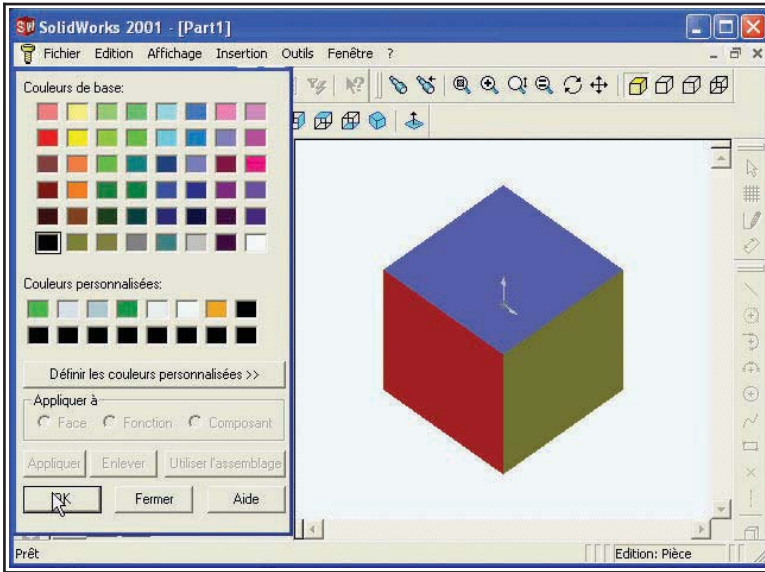 SolidWorks 2001 - [Part1]
Fichier Edition Affichage Insertion Outils Fenêtre ?
Couleurs de base:
Couleurs personnalisées:
Définir les couleurs personnalisées >>
Appliquer à
Face Fonction Composant
Appliquer Enlever Utiliser l'assemblage
OK Fermer Aide
Prêt Edition: Pièce